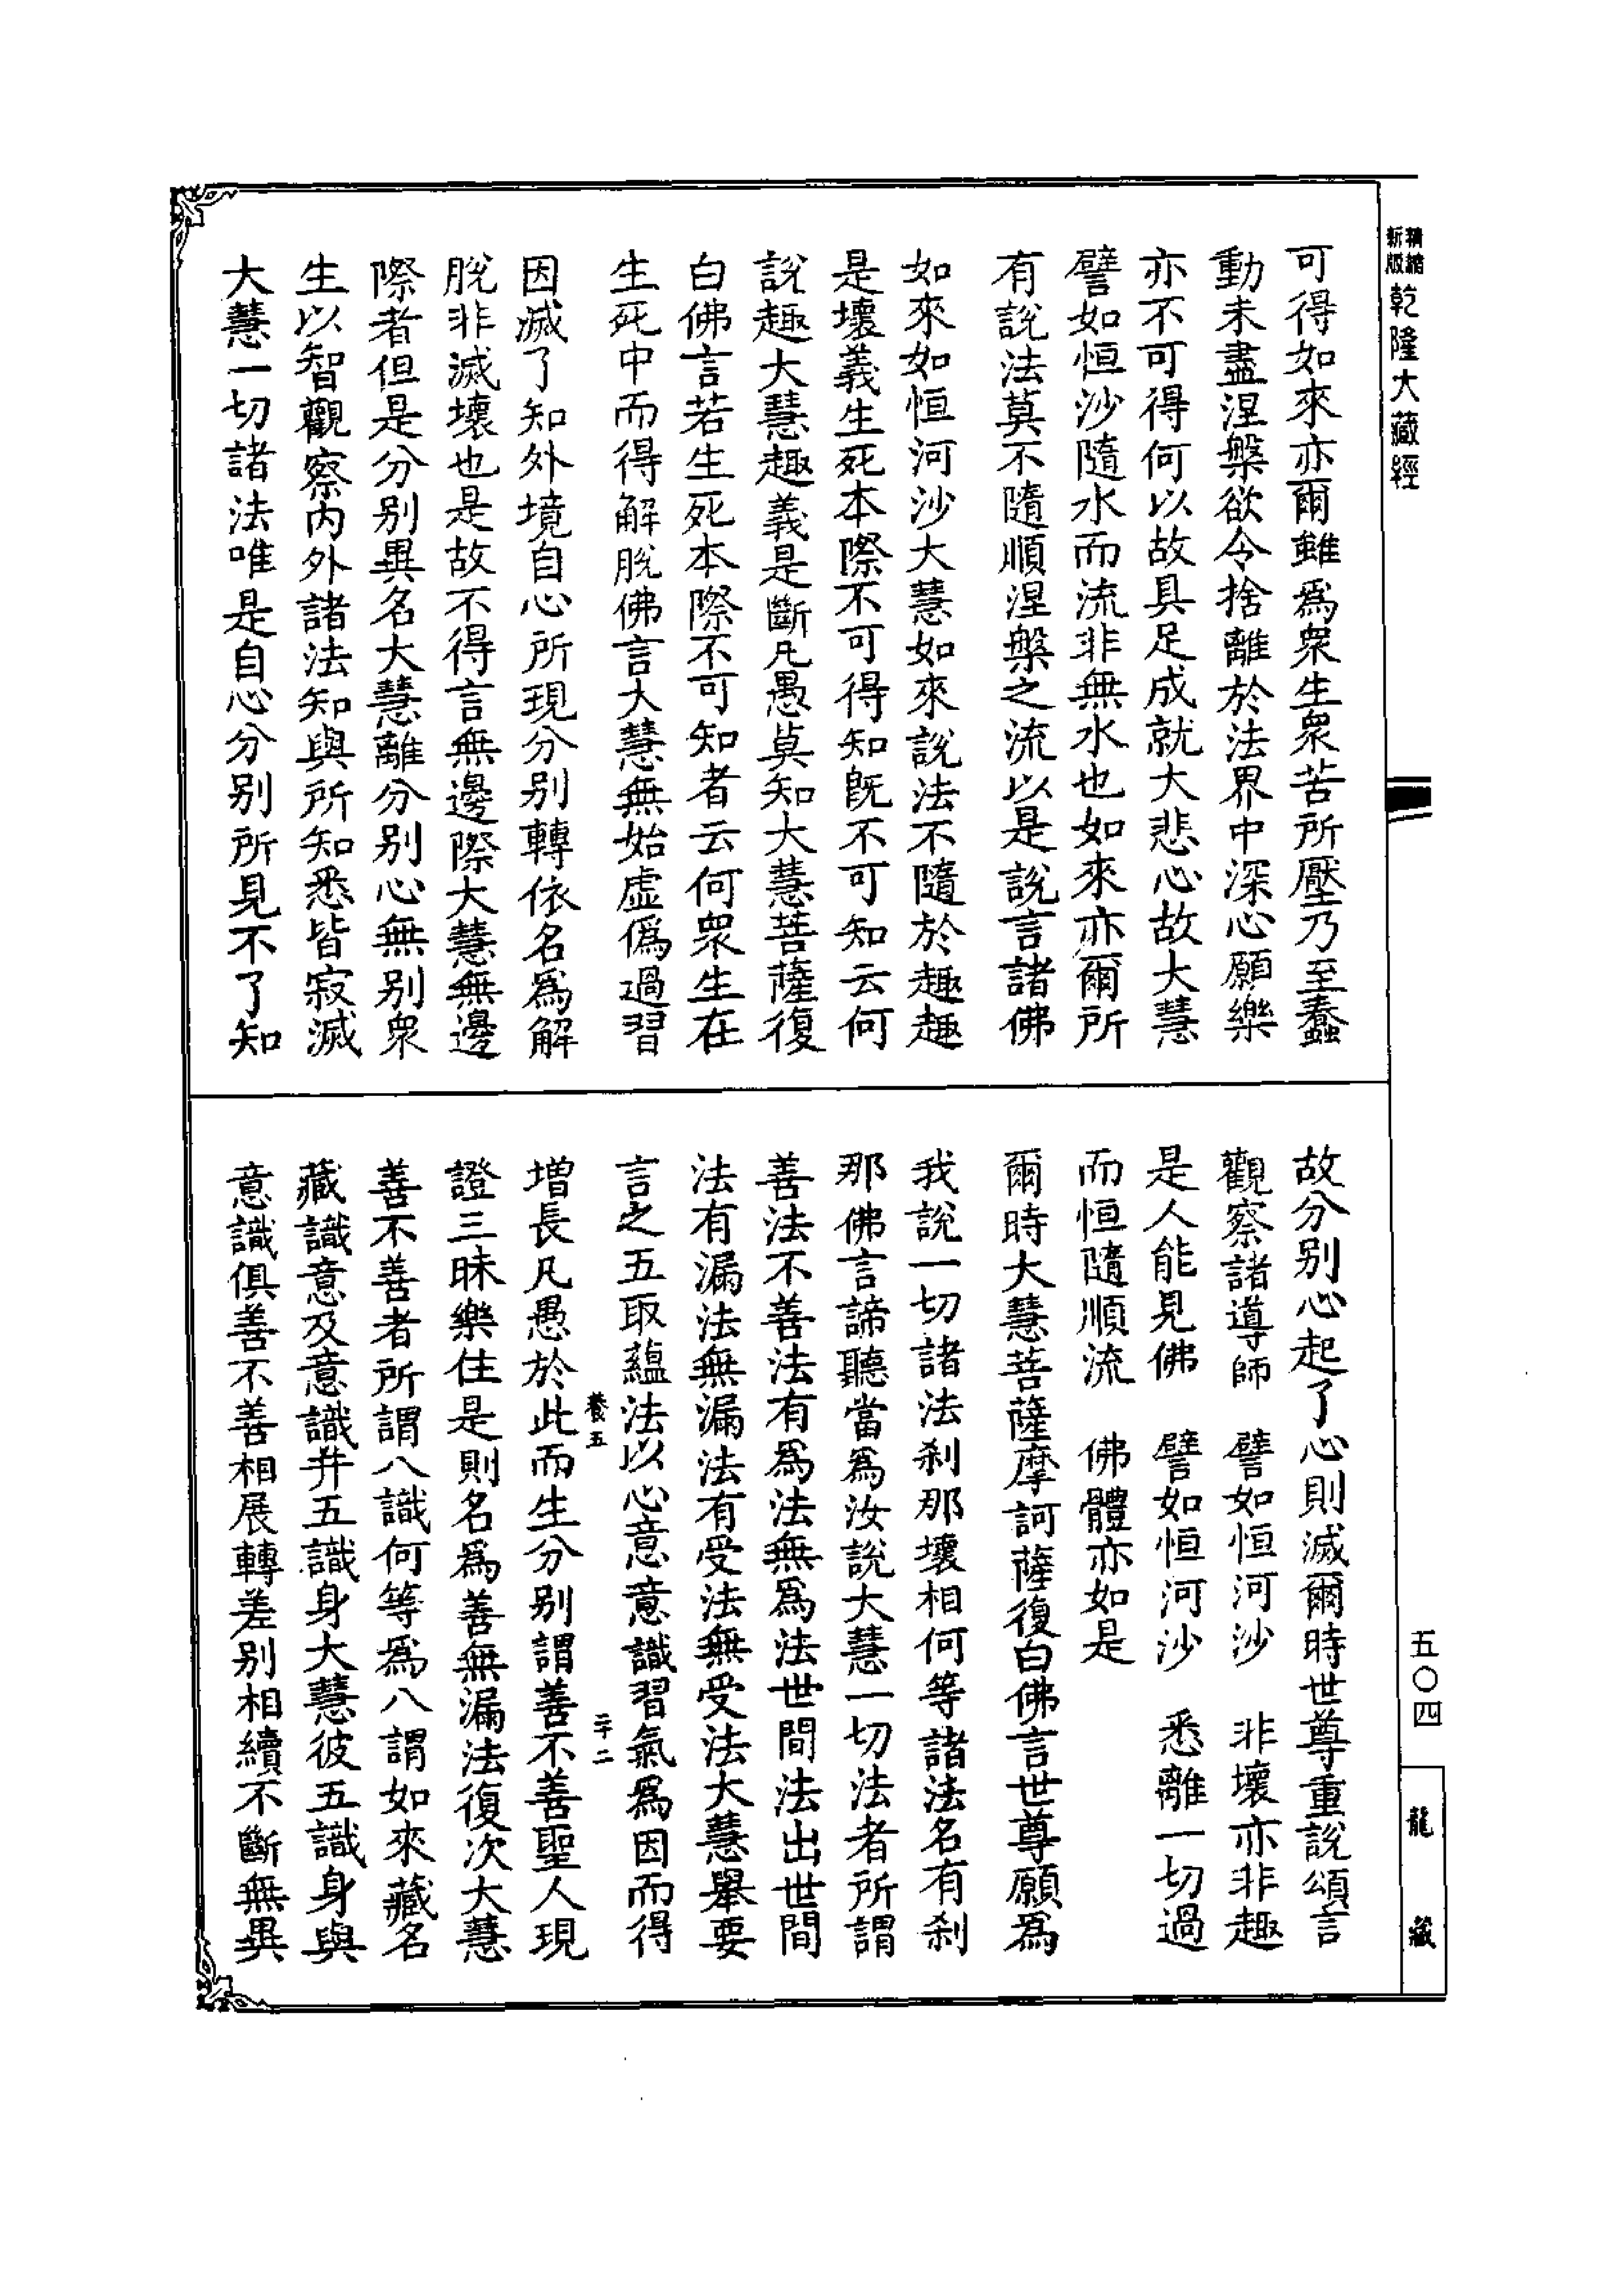 精縮
新版
乾隆大藏經
可得如來亦爾雖爲衆生衆苦所壓乃至蠢
動未盡涅槃欲令捨離於法界中深心願樂
亦不可得何以故具足成就大悲心故大慧
譬如恒沙隨水而流非無水也如來亦爾所
有說法莫不隨順涅槃之流以是說言諸佛
如來如恒河沙大慧如來說法不隨於趣趣
是壞義生死本際不可得知既不可知云何
說趣大慧趣義是斷凡愚莫知大慧菩薩復
白佛言若生死本際不可知者云何衆生在
生死中而得解脫佛言大慧無始虛僞過習
因滅了知外境自心所現分別轉依名爲解
脫非滅壞也是故不得言無邊際大慧無邊
際者但是分別異名大慧離分別心無別衆
生以智觀察內外諸法知與所知悉皆寂滅
大慧一切諸法唯是自心分別所見不了知
故分別心起了心則滅爾時世尊重說頌言
觀察諸導師　譬如恒河沙　非壞亦非趣
是人能見佛　譬如恒河沙　悉離一切過
而恒隨順流　佛體亦如是
爾時大慧菩薩摩訶薩復白佛言世尊願爲
我說一切諸法刹那壞相何等諸法名有刹
那佛言諦聽當爲汝說大慧一切法者所謂
善法不善法有爲法無爲法世間法出世間
法有漏法無漏法有受法無受法大慧舉要
言之五取蘊法以心意意識習氣爲因而得
養五　二十二
增長凡愚於此而生分別謂善不善聖人現
證三昧樂住是則名爲善無漏法復次大慧
善不善者所謂八識何等爲八謂如來藏名
藏識意及意識并五識身大慧彼五識身與
意識俱善不善相展轉差別相續不斷無異
五〇四
龍藏